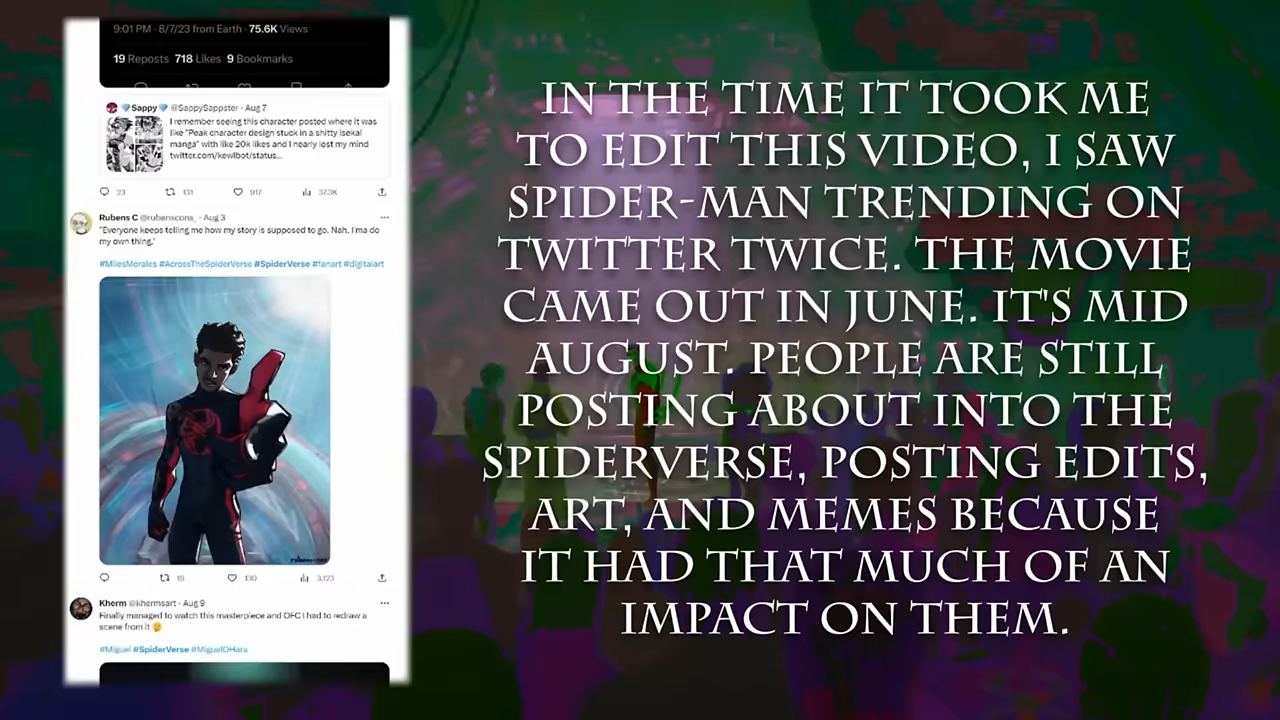 9:01 PM · 8/7/23 from Earth · 75.6K Views
19 Reposts 718 Likes 9 Bookmarks
Sappy @SappySappster · Aug 7
I remember seeing this character posted where it was
like "Peak character design stuck in a shitty isekai
manga" with like 20k likes and I nearly lost my mind
twitter.com/kewlbot/status...
23 131 917 37.3K
Rubens C @rubenscons_ · Aug 3
"Everyone keeps telling me how my story is supposed to go. Nah, I'ma do
my own thing."
#MilesMorales #AcrossTheSpiderVerse #SpiderVerse #fanart #digitalart
19 130 3,173
Kherm @khermsart · Aug 9
Finally managed to watch this masterpiece and OFC I had to redraw a
scene from it
#Miguel #SpiderVerse #MiguelOHara
IN THE TIME IT TOOK ME
TO EDIT THIS VIDEO, I SAW
SPIDER-MAN TRENDING ON
TWITTER TWICE. THE MOVIE
CAME OUT IN JUNE. IT'S MID
AUGUST. PEOPLE ARE STILL
POSTING ABOUT INTO THE
SPIDERVERSE, POSTING EDITS,
ART, AND MEMES BECAUSE
IT HAD THAT MUCH OF AN
IMPACT ON THEM.